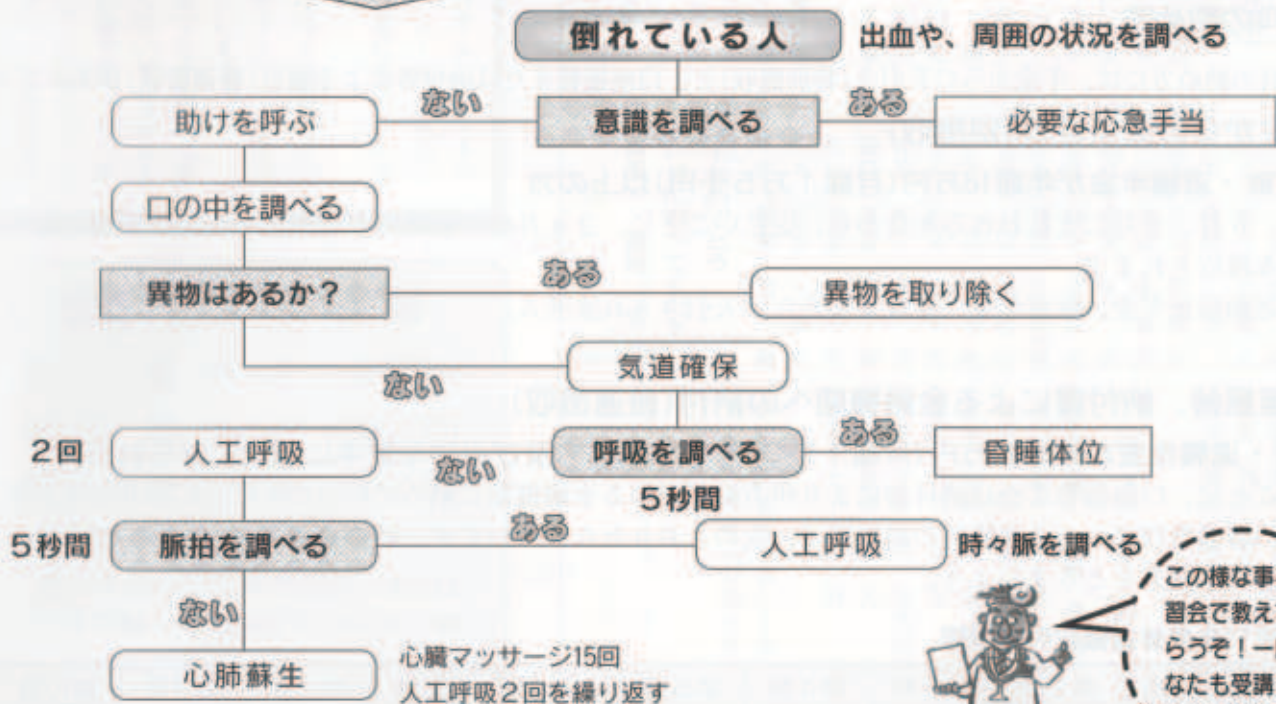 倒れている人 出血や、周囲の状況を調べる
助けを呼ぶ ない 意識を調べる ある 必要な応急手当
口の中を調べる
異物はあるか? ある 異物を取り除く
ない 気道確保
2回 人工呼吸 ない 呼吸を調べる ある 昏睡体位
5秒間
5秒間 脈拍を調べる ある 人工呼吸 時々脈を調べる
ない
心肺蘇生 心臓マッサージ15回
人工呼吸2回を繰り返す
この様な事
習会で教え
らうぞ!一
なたも受講